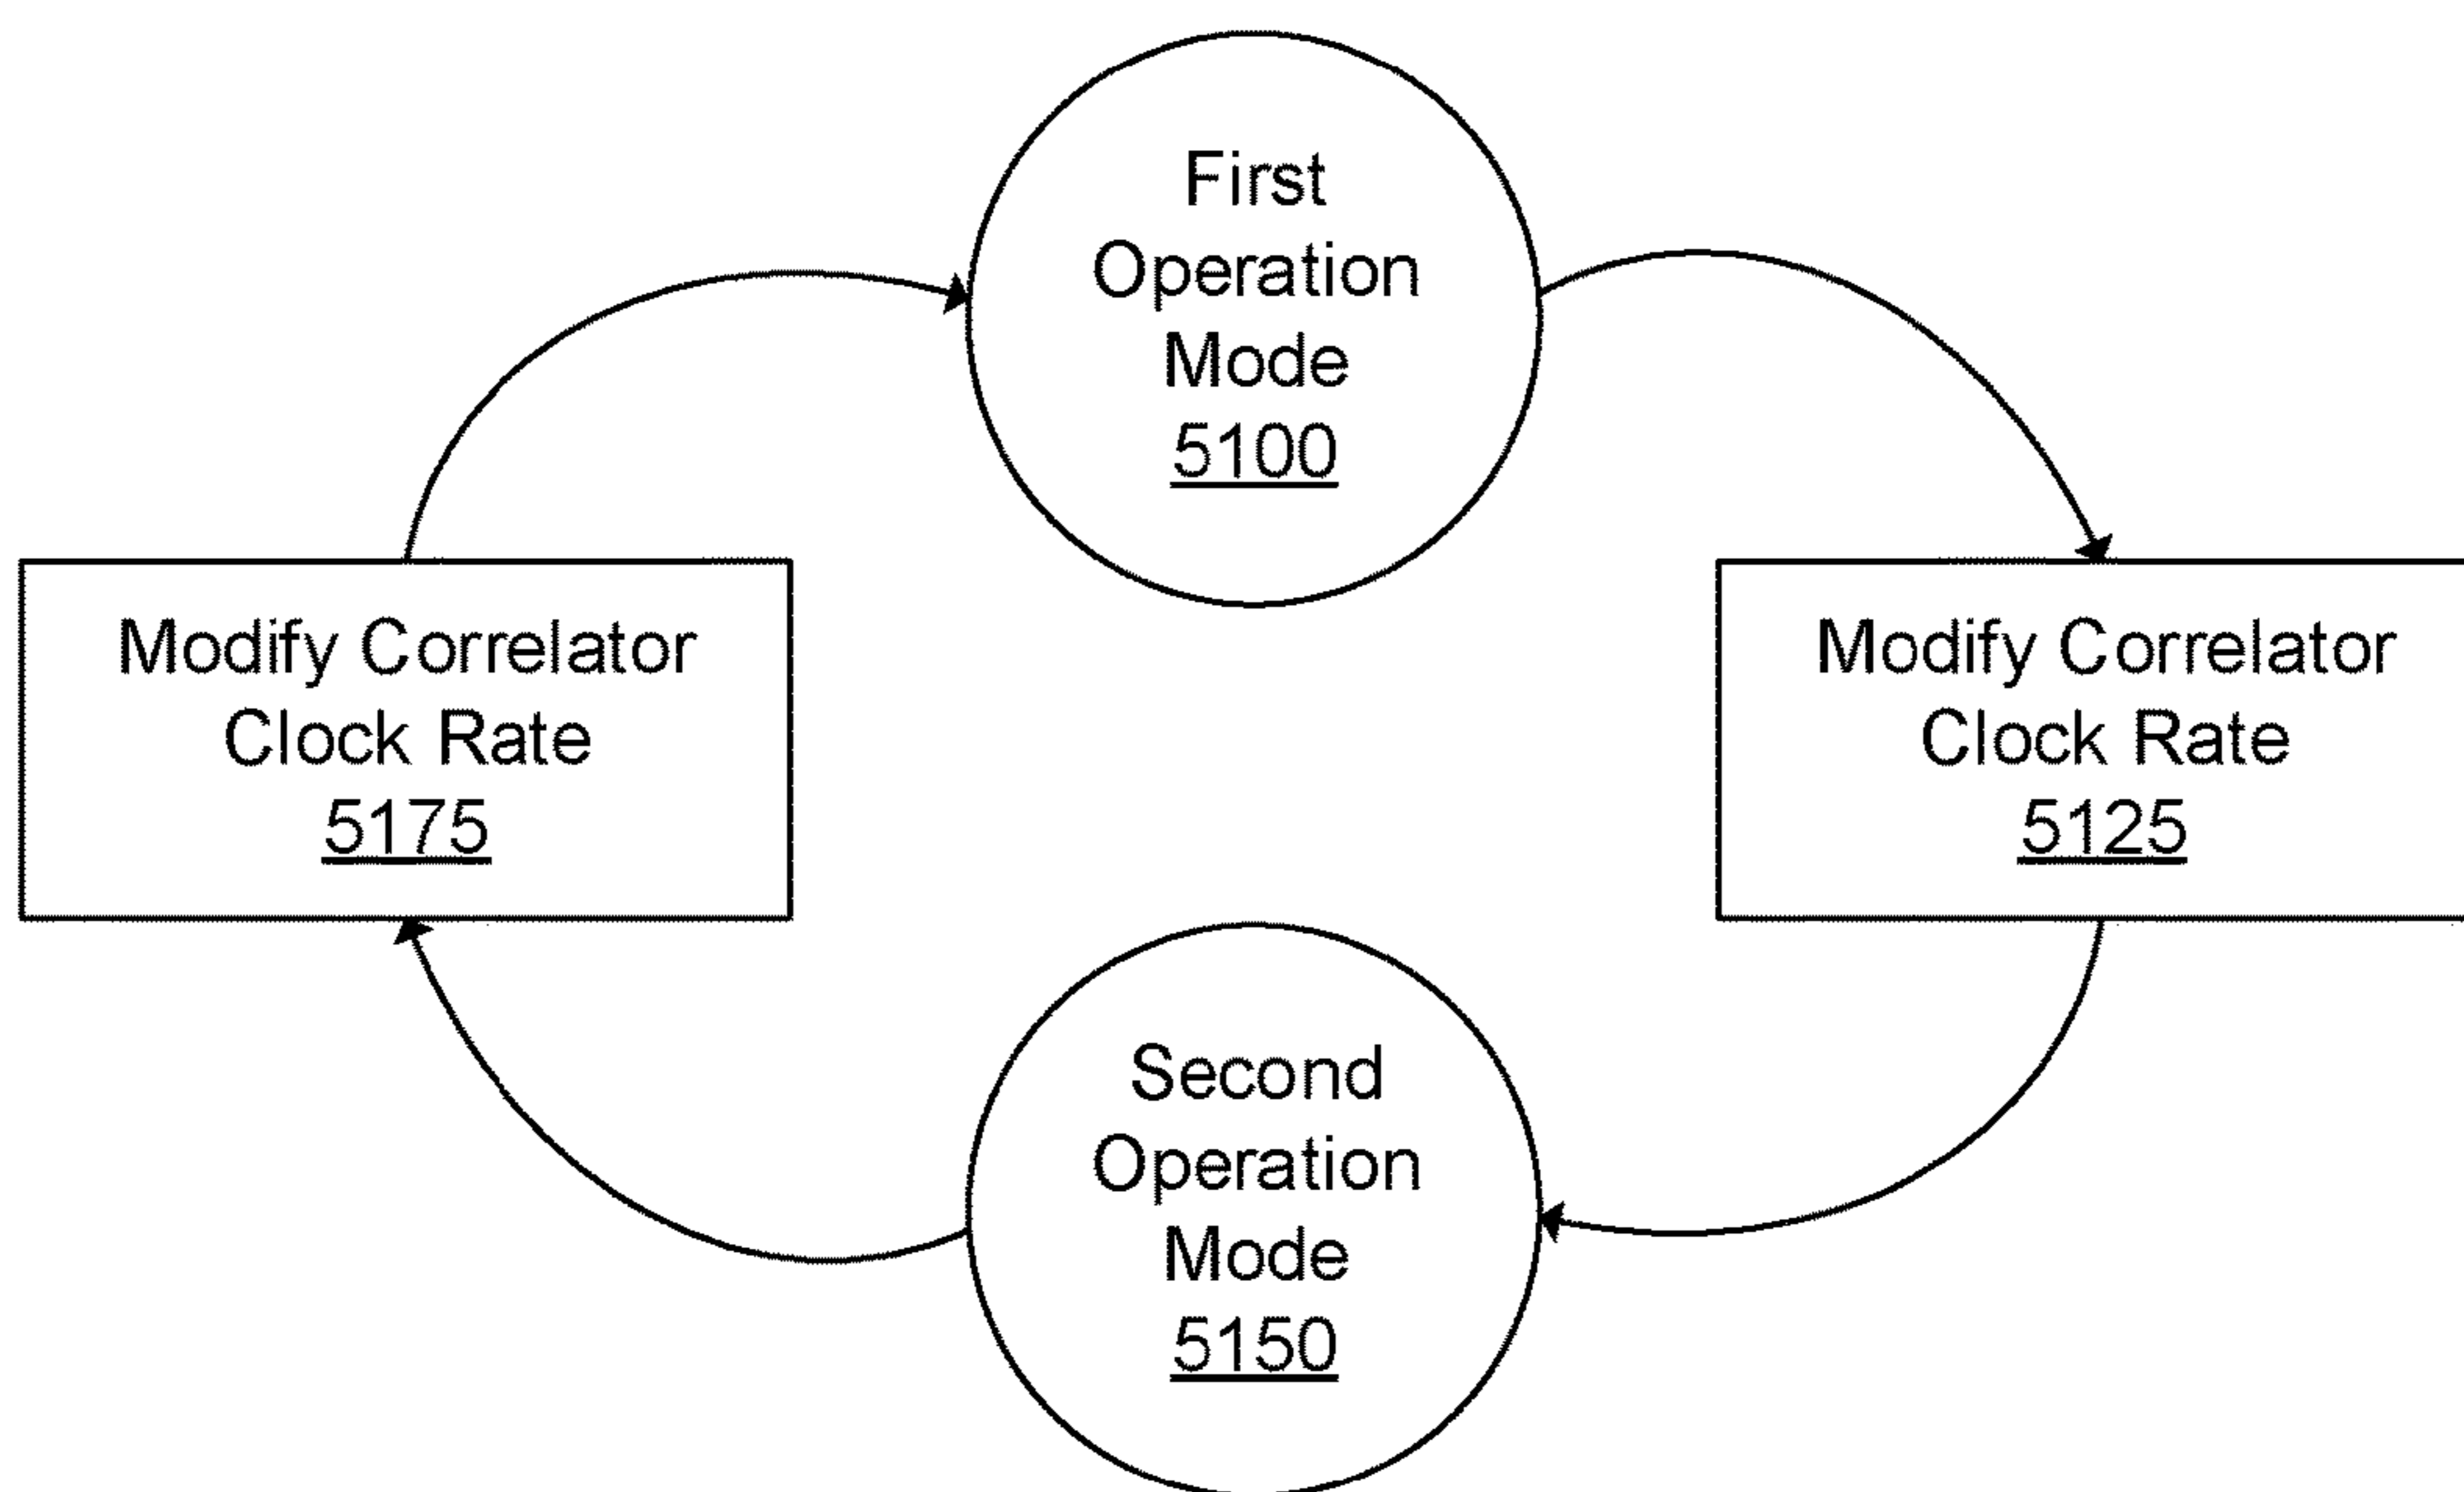 First
Operation
Mode
5100
Modify Correlator
Clock Rate
5175
Modify Correlator
Clock Rate
5125
Second
Operation
Mode
5150